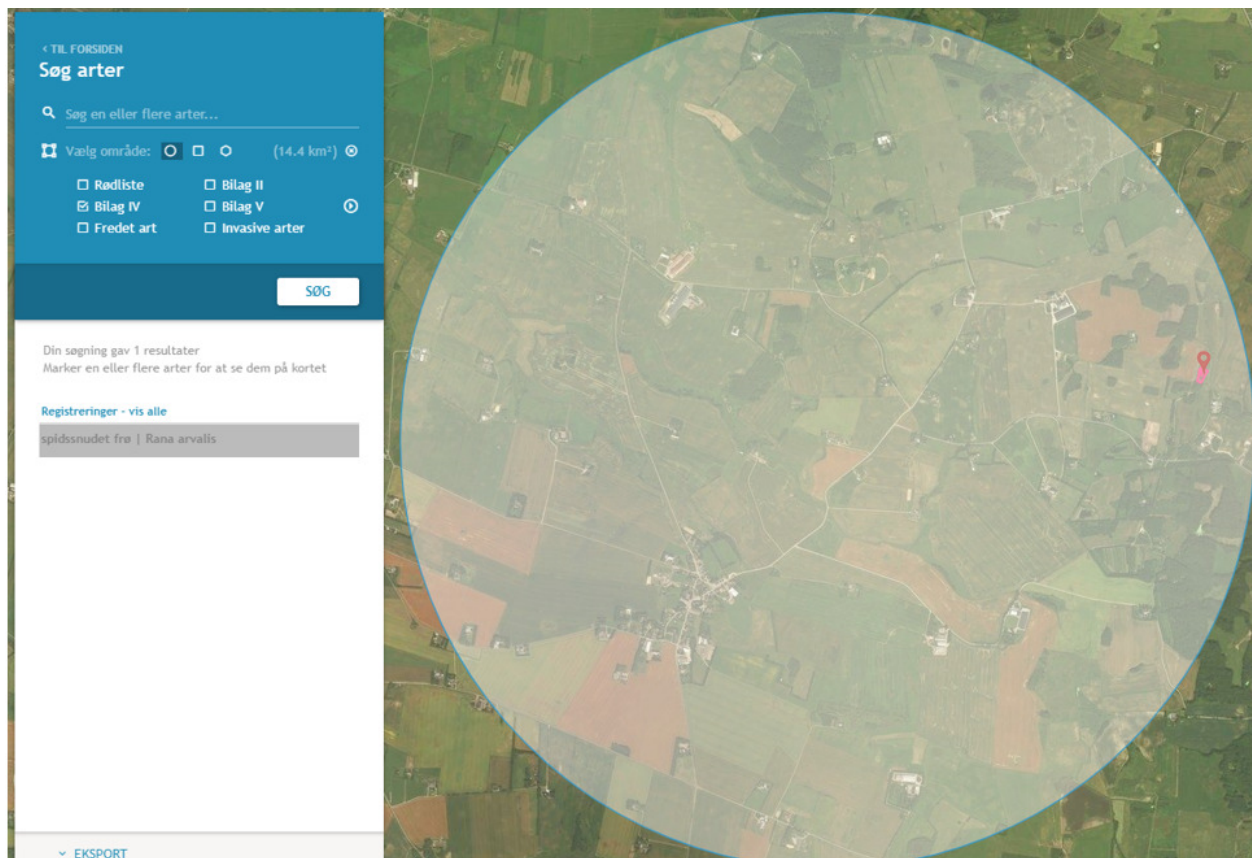 ‹ TIL FORSIDEN
Søg arter
Søg en eller flere arter...
Vælg område: (14.4 km²)
Rødliste Bilag II
Bilag IV Bilag V
Fredet art Invasive arter
SØG
Din søgning gav 1 resultater
Marker en eller flere arter for at se dem på kortet
Registreringer - vis alle
spidssnudet frø | Rana arvalis
EKSPORT